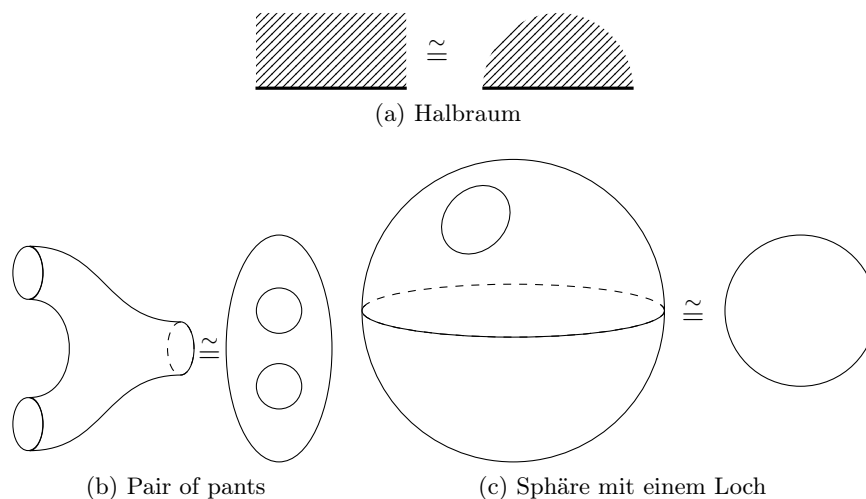 ≅
(a) Halbraum
≅
≅
(b) Pair of pants
(c) Sphäre mit einem Loch